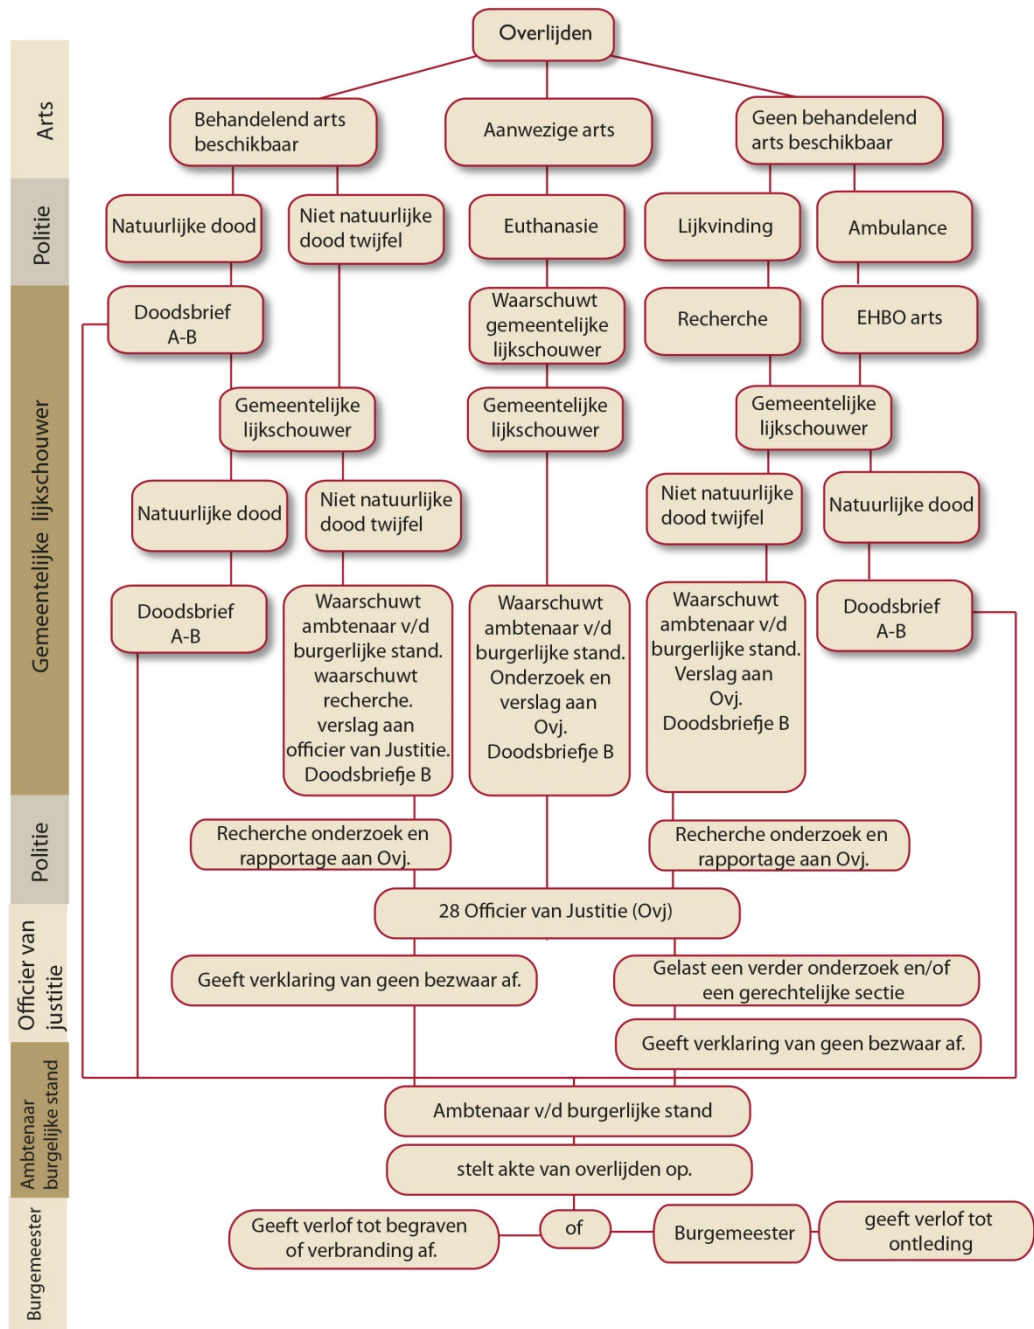 Overlijden
Arts
Behandelend arts
beschikbaar
Aanwezige arts
Geen behandelend
arts beschikbaar
Politie
Natuurlijke dood
Niet natuurlijke
dood twijfel
Euthanasie
Lijkvinding
Ambulance
Gemeentelijke lijkschouwer
Doodsbrief
A-B
Waarschuwt
gemeentelijke
lijkschouwer
Recherche
EHBO arts
Gemeentelijke
lijkschouwer
Gemeentelijke
lijkschouwer
Gemeentelijke
lijkschouwer
Natuurlijke dood
Niet natuurlijke
dood twijfel
Niet natuurlijke
dood twijfel
Natuurlijke dood
Doodsbrief
A-B
Waarschuwt
ambtenaar v/d
burgerlijke stand.
waarschuwt
recherche.
verslag aan
officier van Justitie.
Doodsbriefje B
Waarschuwt
ambtenaar v/d
burgerlijke stand.
Onderzoek en
verslag aan
Ovj.
Doodsbriefje B
Waarschuwt
ambtenaar v/d
burgerlijke stand.
Verslag aan
Ovj.
Doodsbriefje B
Doodsbrief
A-B
Politie
Recherche onderzoek en
rapportage aan Ovj.
Recherche onderzoek en
rapportage aan Ovj.
Officier van
justitie
28 Officier van Justitie (Ovj)
Geeft verklaring van geen bezwaar af.
Gelast een verder onderzoek en/of
een gerechtelijke sectie
Geeft verklaring van geen bezwaar af.
Ambtenaar
burgelijke stand
Ambtenaar v/d burgerlijke stand
stelt akte van overlijden op.
Burgemeester
Geeft verlof tot begraven
of verbranding af.
of
Burgemeester
geeft verlof tot
ontleding